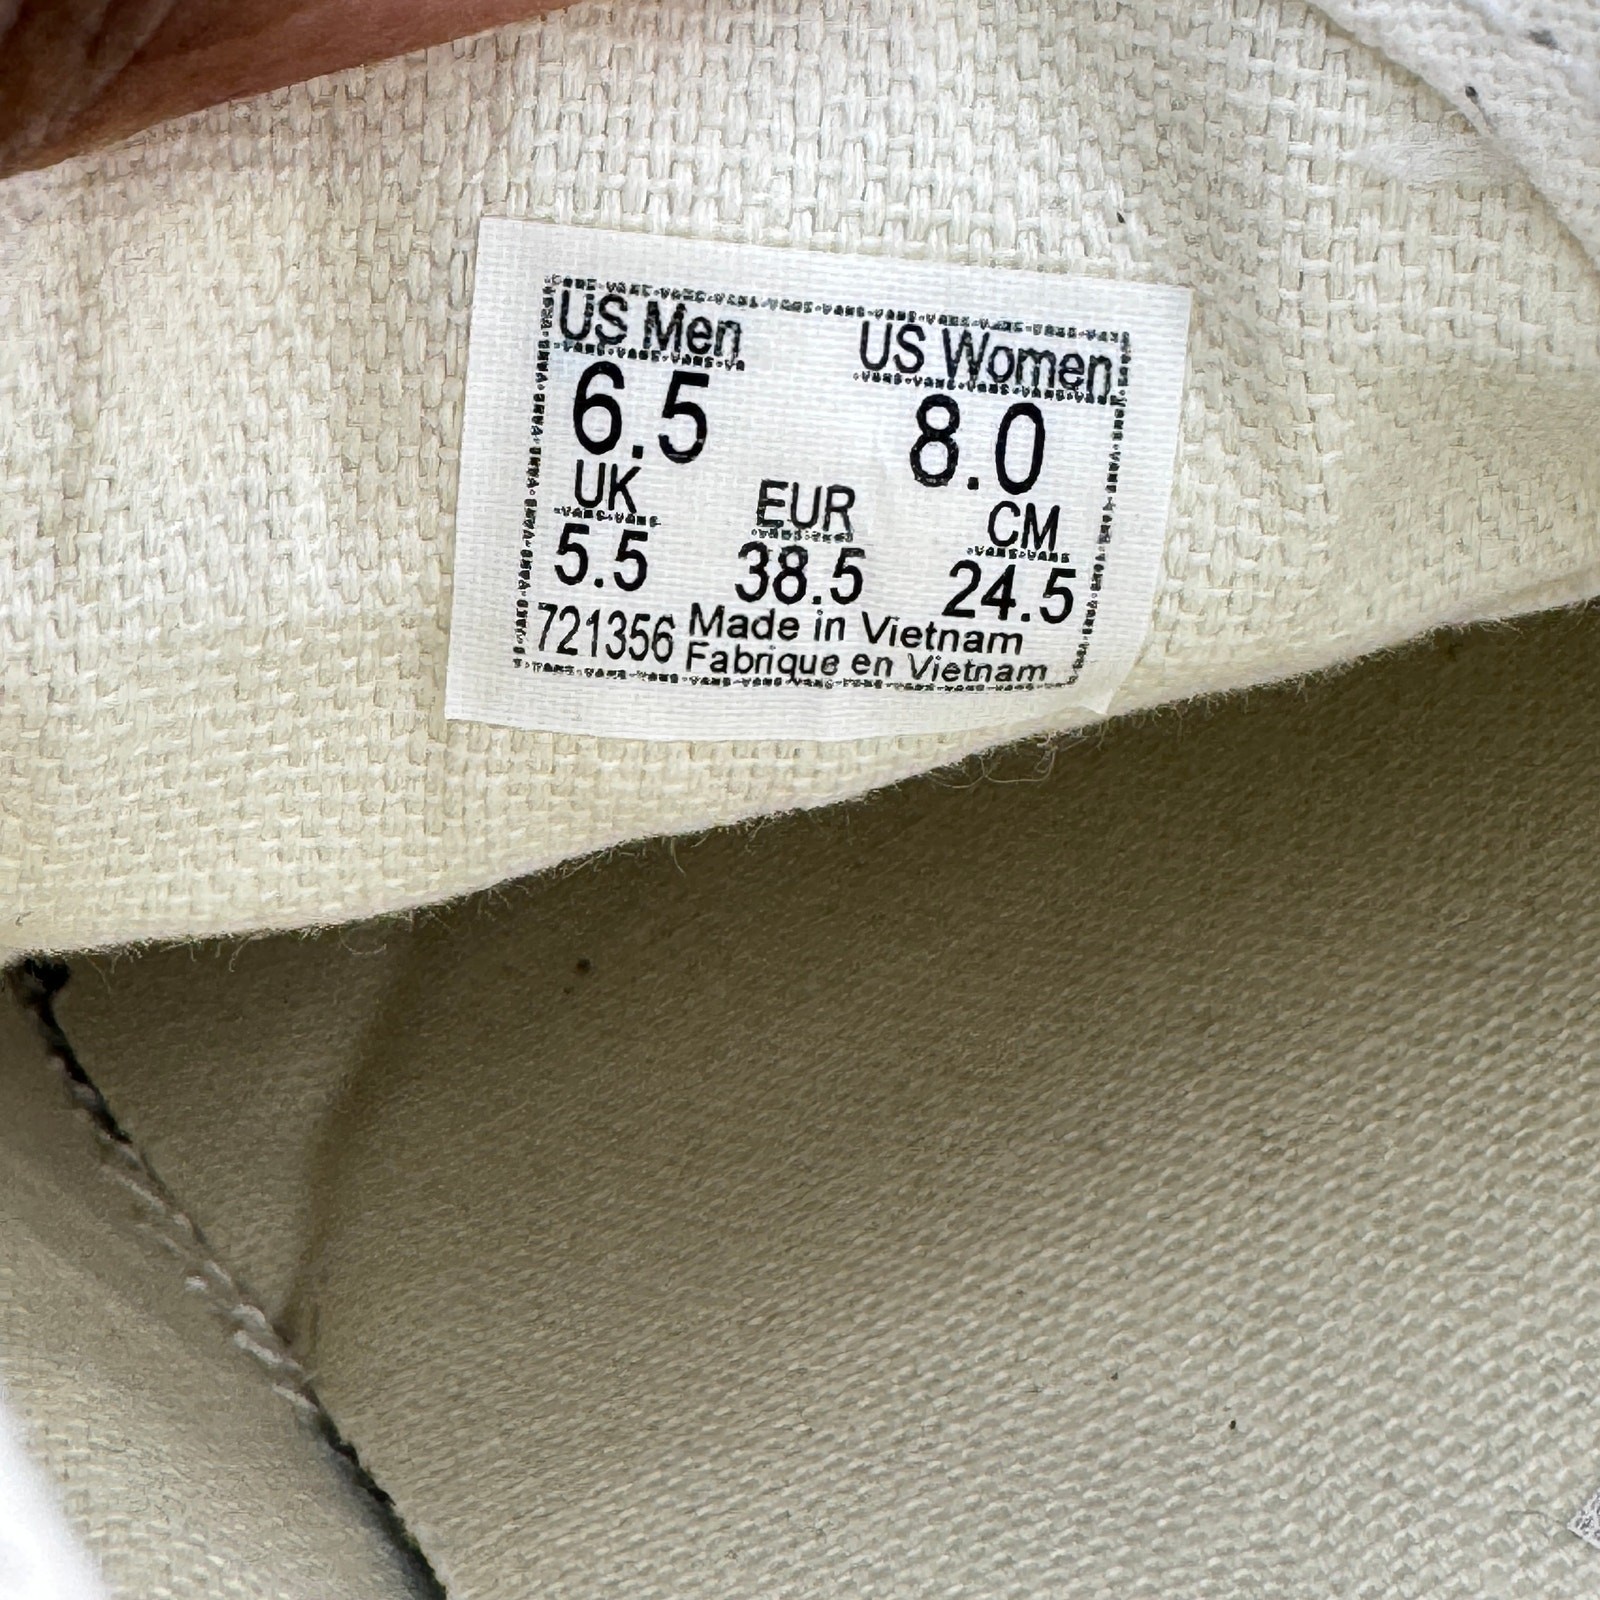 US Men US Women
6.5 8.0
UK EUR CM
5.5 38.5 24.5
721356 Made in Vietnam
Fabrique en Vietnam